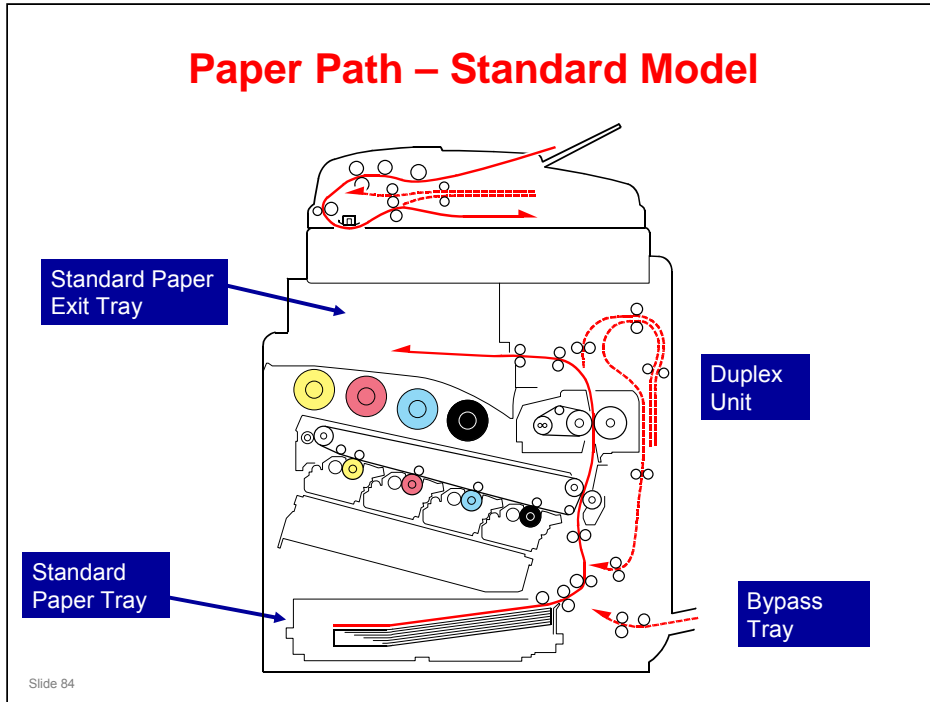 Paper Path – Standard Model
Standard Paper
Exit Tray
Duplex
Unit
Standard
Paper Tray
Bypass
Tray
Slide 84